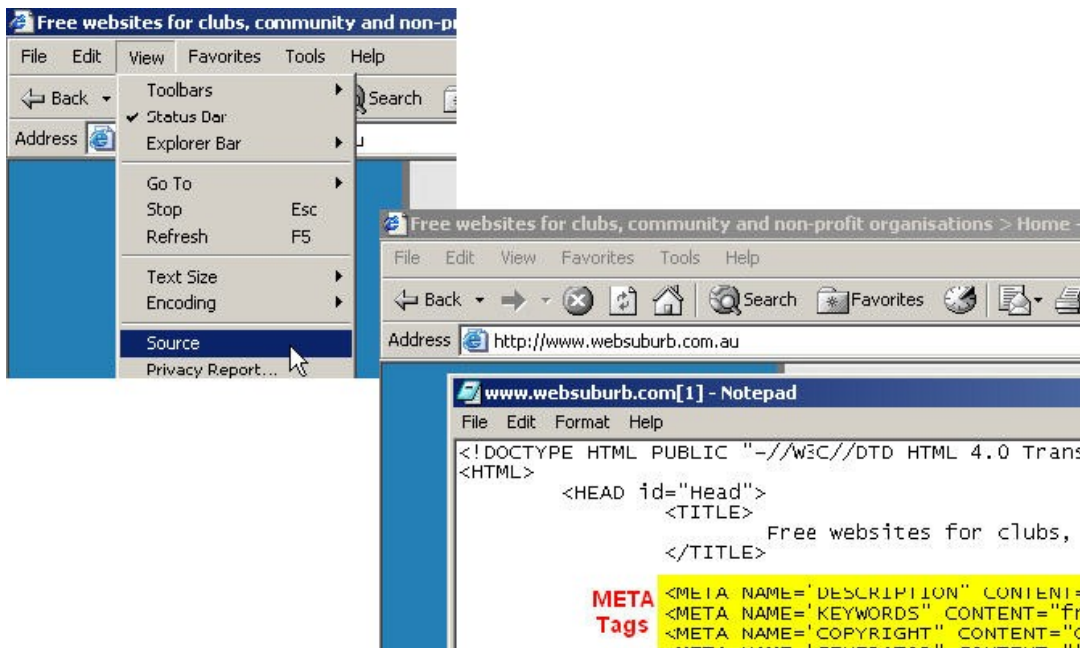 Free websites for clubs, community and non-p
File Edit View Favorites Tools Help
Back Search
Address
Toolbars
Status Bar
Explorer Bar
Go To
Stop Esc
Refresh F5
Text Size
Encoding
Source
Privacy Report...
Free websites for clubs, community and non-profit organisations > Home -
File Edit View Favorites Tools Help
Back Search Favorites
Address http://www.websuburb.com.au
www.websuburb.com[1] - Notepad
File Edit Format Help
<!DOCTYPE HTML PUBLIC "-//W3C//DTD HTML 4.0 Trans
<HTML>
<HEAD id="Head">
<TITLE>
Free websites for clubs,
</TITLE>
META
Tags
<META NAME="DESCRIPTION" CONTENT=
<META NAME="KEYWORDS" CONTENT="fr
<META NAME="COPYRIGHT" CONTENT="